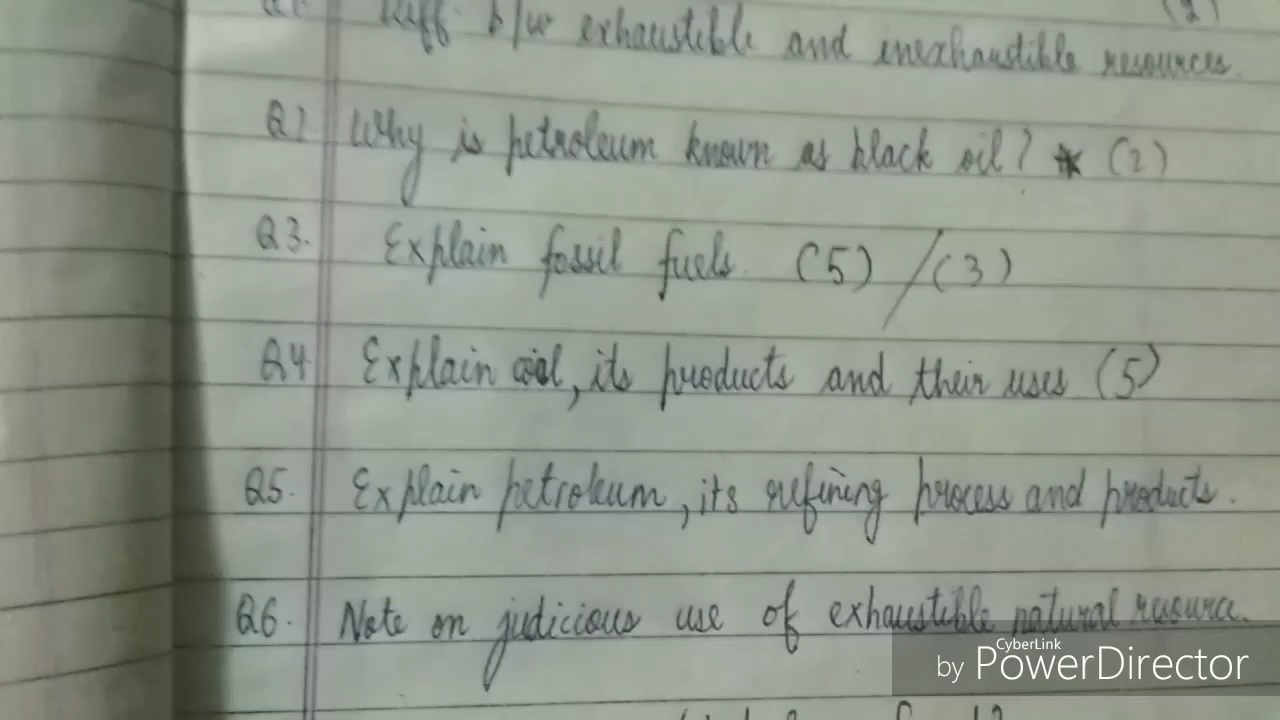 Diff. b/w exhaustible and inexhaustible resources.
(2)
Q2 Why is petroleum known as black oil? * (2)
Q3. Explain fossil fuels. (5) / (3)
Q4 Explain coal, its products and their uses (5)
Q5. Explain petroleum, its refining process and products.
Q6. Note on judicious use of exhaustible natural resource.
CyberLink
by PowerDirector